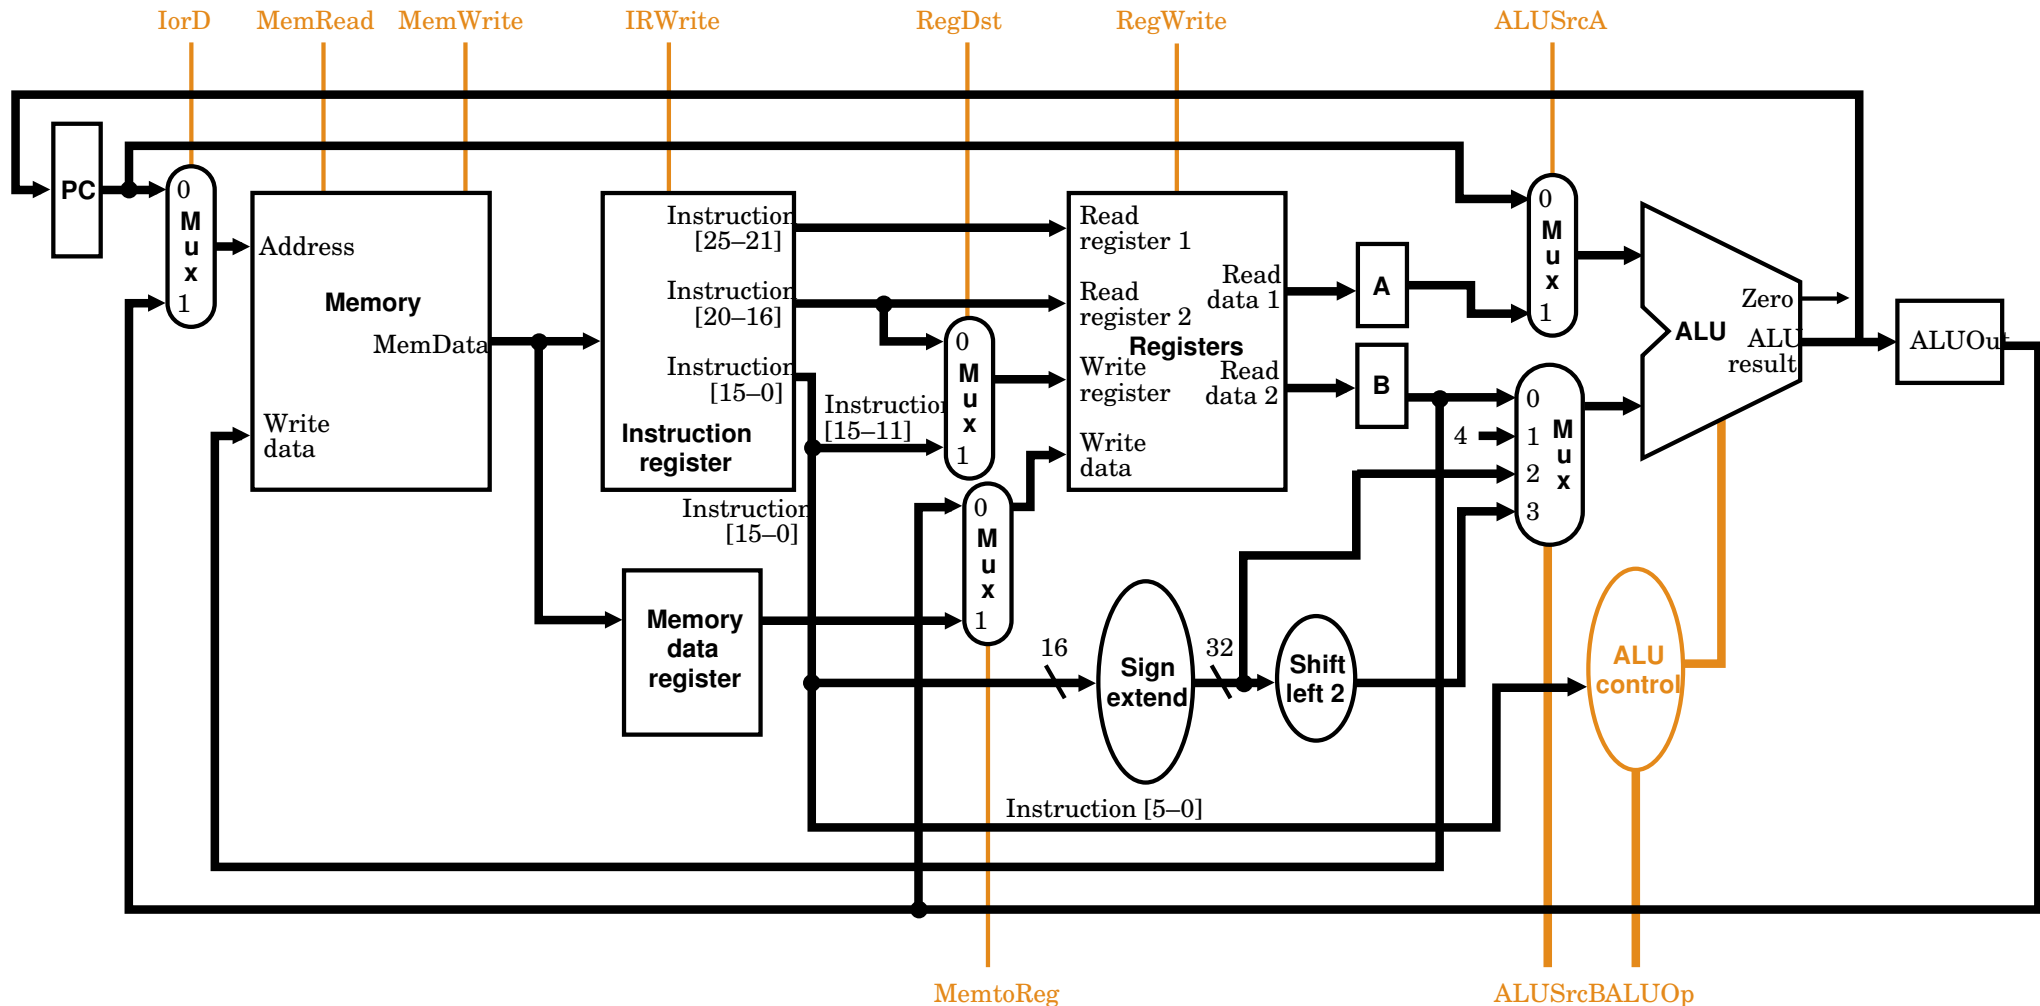 IorD MemRead MemWrite IRWrite RegDst RegWrite ALUSrcA
PC
0
M
u
x
1
Address
Memory
MemData
Write
data
Instruction
[25–21]
Instruction
[20–16]
Instruction
[15–0]
Instruction
register
Instruction
[15–11]
Instruction
[15–0]
Memory
data
register
0
M
u
x
1
0
M
u
x
1
Read
register 1
Read
register 2
Registers
Write
register
Write
data
Read
data 1
Read
data 2
16
Sign
extend
32
Shift
left 2
A
B
4
0
M
u
x
1
0
1
2
3
M
u
x
Zero
ALU
ALU
result
ALUOut
ALU
control
Instruction [5–0]
MemtoReg
ALUSrcB
ALUOp